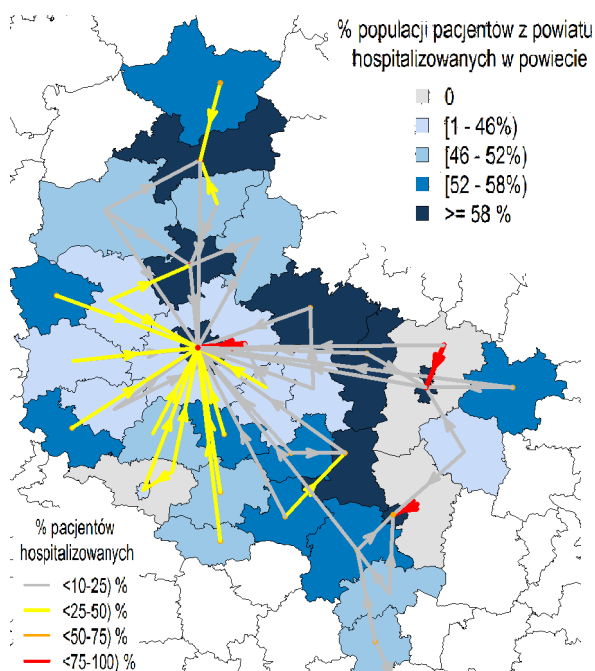 % populacji pacjentów z powiatu
hospitalizowanych w powiecie
0
[1 - 46%)
[46 - 52%)
[52 - 58%)
>= 58 %
% pacjentów
hospitalizowanych
<10-25) %
<25-50) %
<50-75) %
<75-100) %